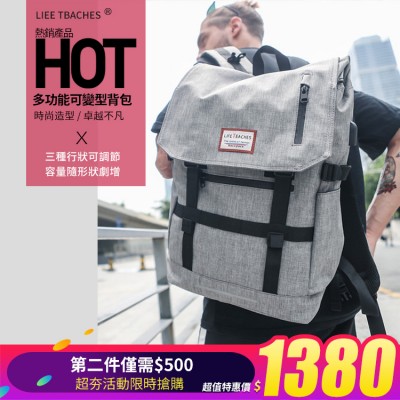 LIEE TBACHES ®
熱銷產品
HOT
多功能可變型背包
時尚造型 / 卓越不凡
X
三種行狀可調節
容量隨形狀劇增
LIEE TBACHES
第二件僅需$500
超夯活動限時搶購
超值特惠價 $1380